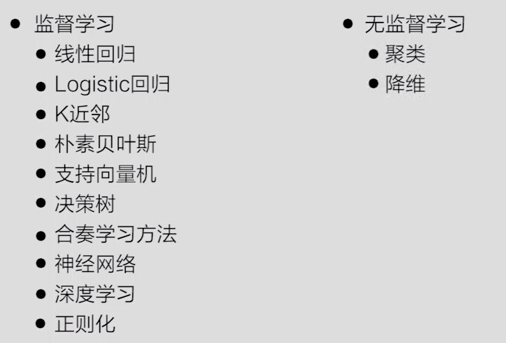 监督学习
线性回归
Logistic回归
K近邻
朴素贝叶斯
支持向量机
决策树
合奏学习方法
神经网络
深度学习
正则化
无监督学习
聚类
降维